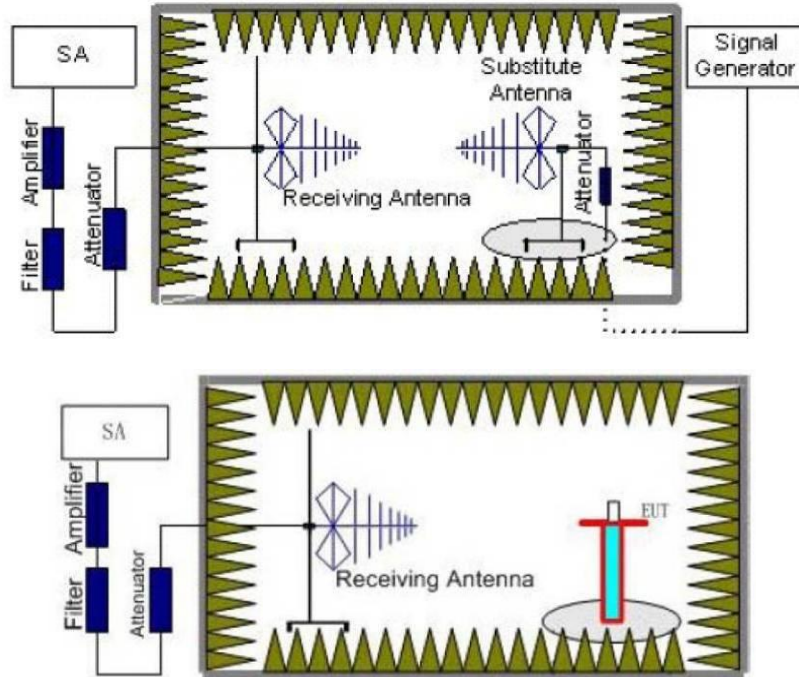 SA
Signal
Generator
Substitute
Antenna
Amplifier
Attenuator
Filter
Receiving Antenna
Attenuator
SA
Amplifier
Filter
Attenuator
Receiving Antenna
EUT